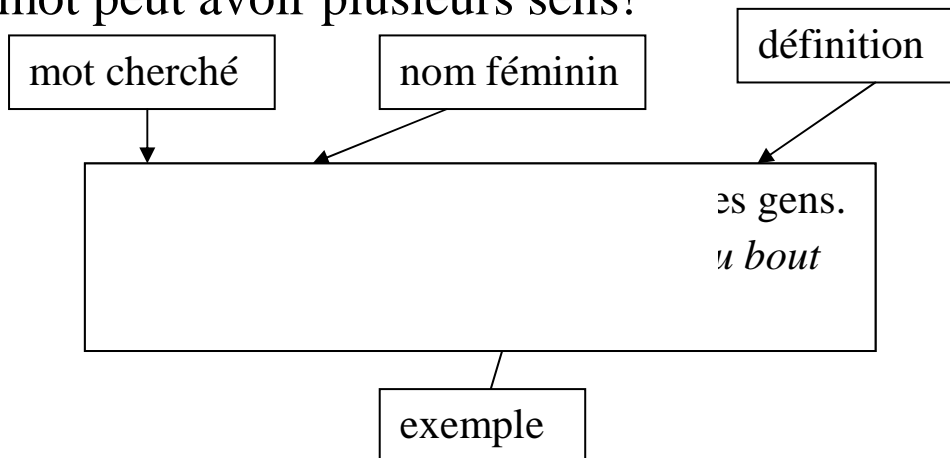 mot peut avoir plusieurs sens!
définition
mot cherché
nom féminin
es gens.
u bout
exemple